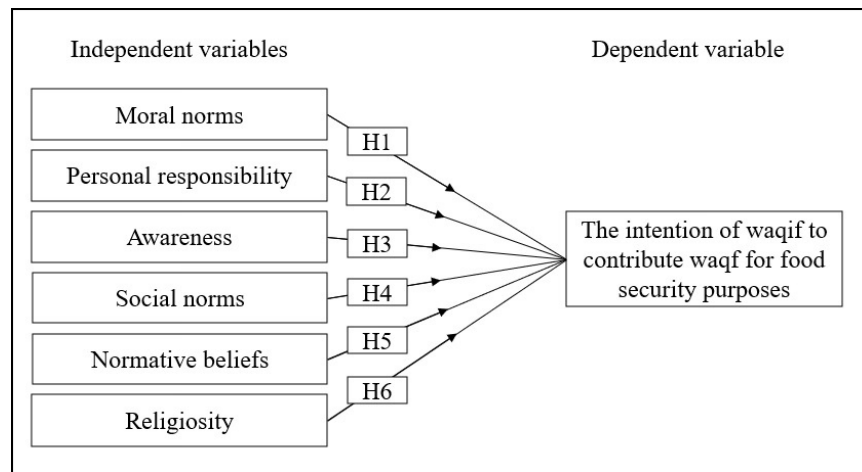 Independent variables
Dependent variable
Moral norms
H1
Personal responsibility
H2
Awareness
H3
Social norms
H4
Normative beliefs
H5
Religiosity
H6
The intention of waqif to
contribute waqf for food
security purposes